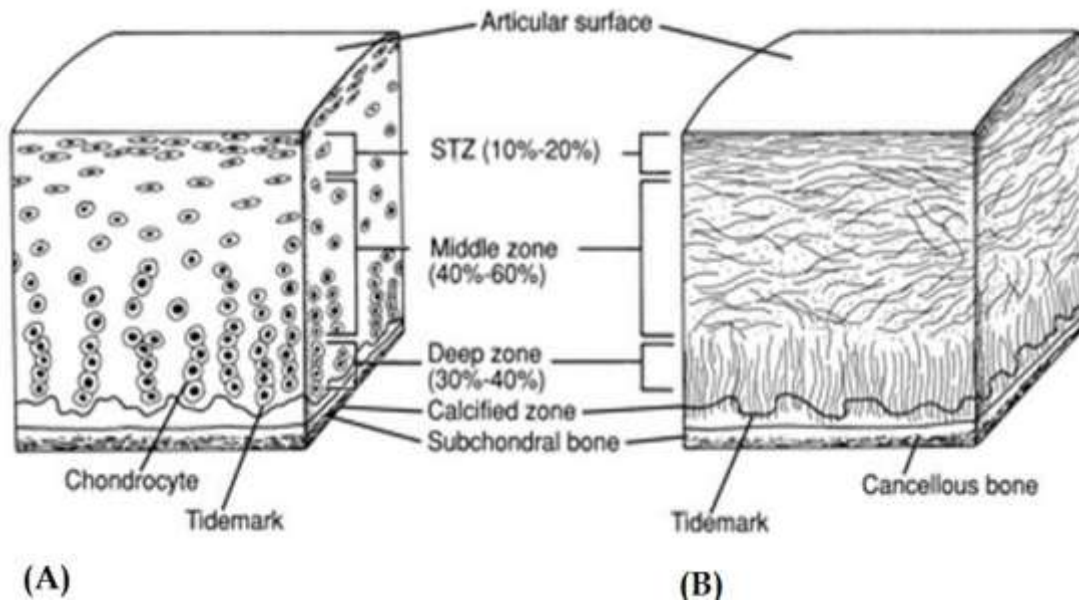 Articular surface
STZ (10%-20%)
Middle zone
(40%-60%)
Deep zone
(30%-40%)
Calcified zone
Subchondral bone
Chondrocyte
Cancellous bone
Tidemark
Tidemark
(A)
(B)